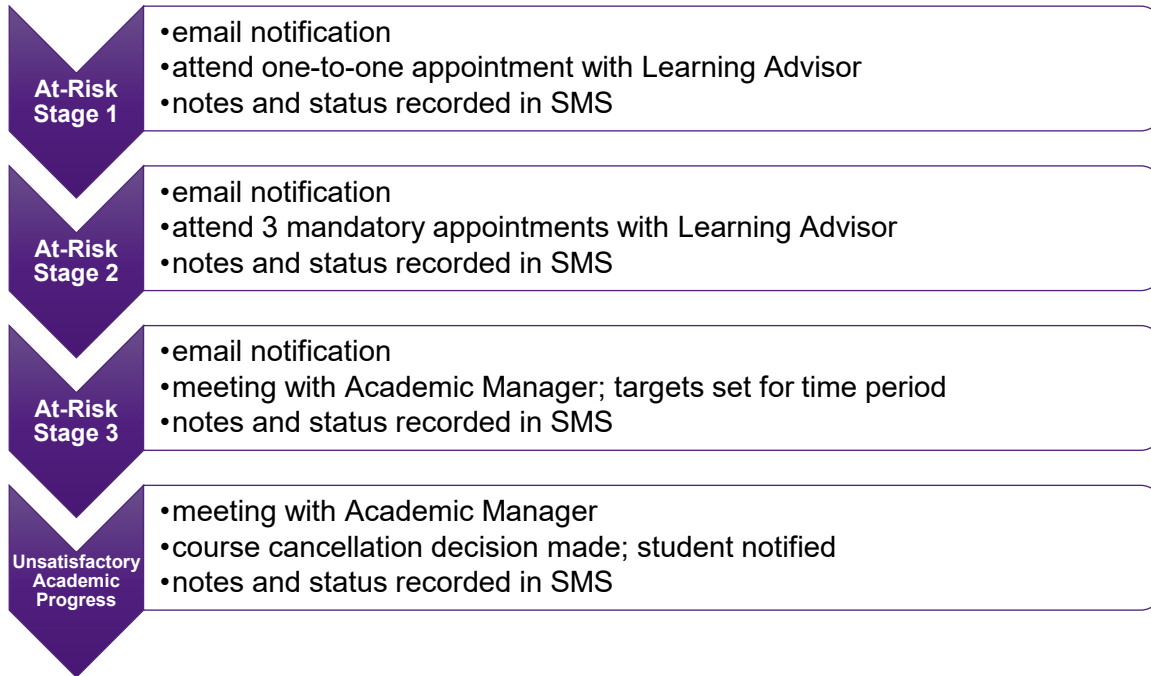 At-Risk
Stage 1
•email notification
•attend one-to-one appointment with Learning Advisor
•notes and status recorded in SMS
At-Risk
Stage 2
•email notification
•attend 3 mandatory appointments with Learning Advisor
•notes and status recorded in SMS
At-Risk
Stage 3
•email notification
•meeting with Academic Manager; targets set for time period
•notes and status recorded in SMS
Unsatisfactory
Academic
Progress
•meeting with Academic Manager
•course cancellation decision made; student notified
•notes and status recorded in SMS